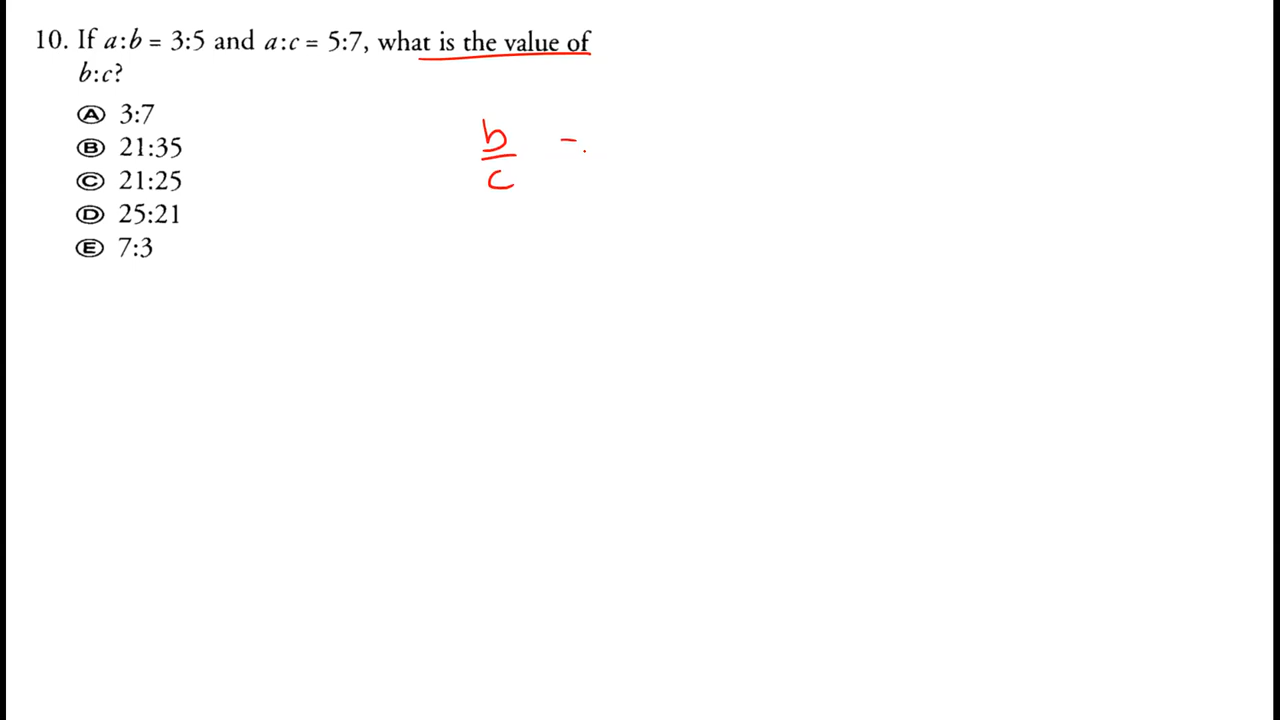 10. If a:b = 3:5 and a:c = 5:7, what is the value of
b:c?
A 3:7
B 21:35
C 21:25
D 25:21
E 7:3
b
c